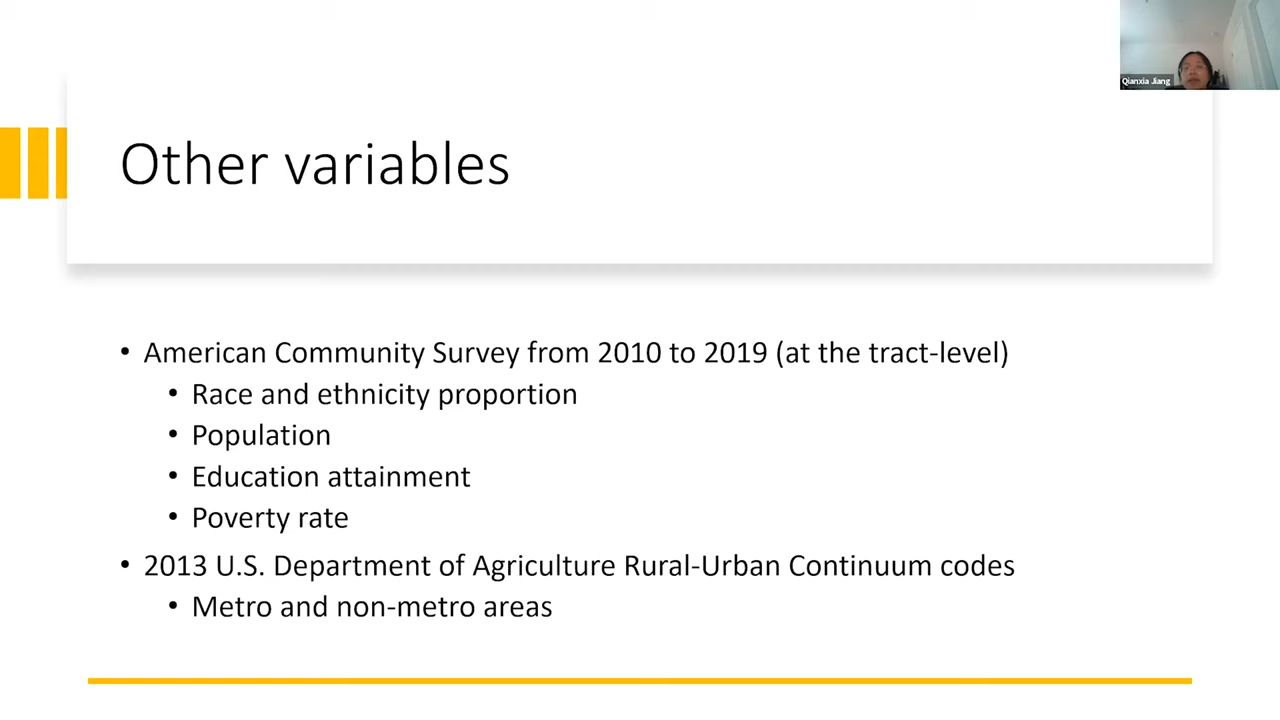 Qianxia Jiang
Other variables
• American Community Survey from 2010 to 2019 (at the tract-level)
• Race and ethnicity proportion
• Population
• Education attainment
• Poverty rate
• 2013 U.S. Department of Agriculture Rural-Urban Continuum codes
• Metro and non-metro areas